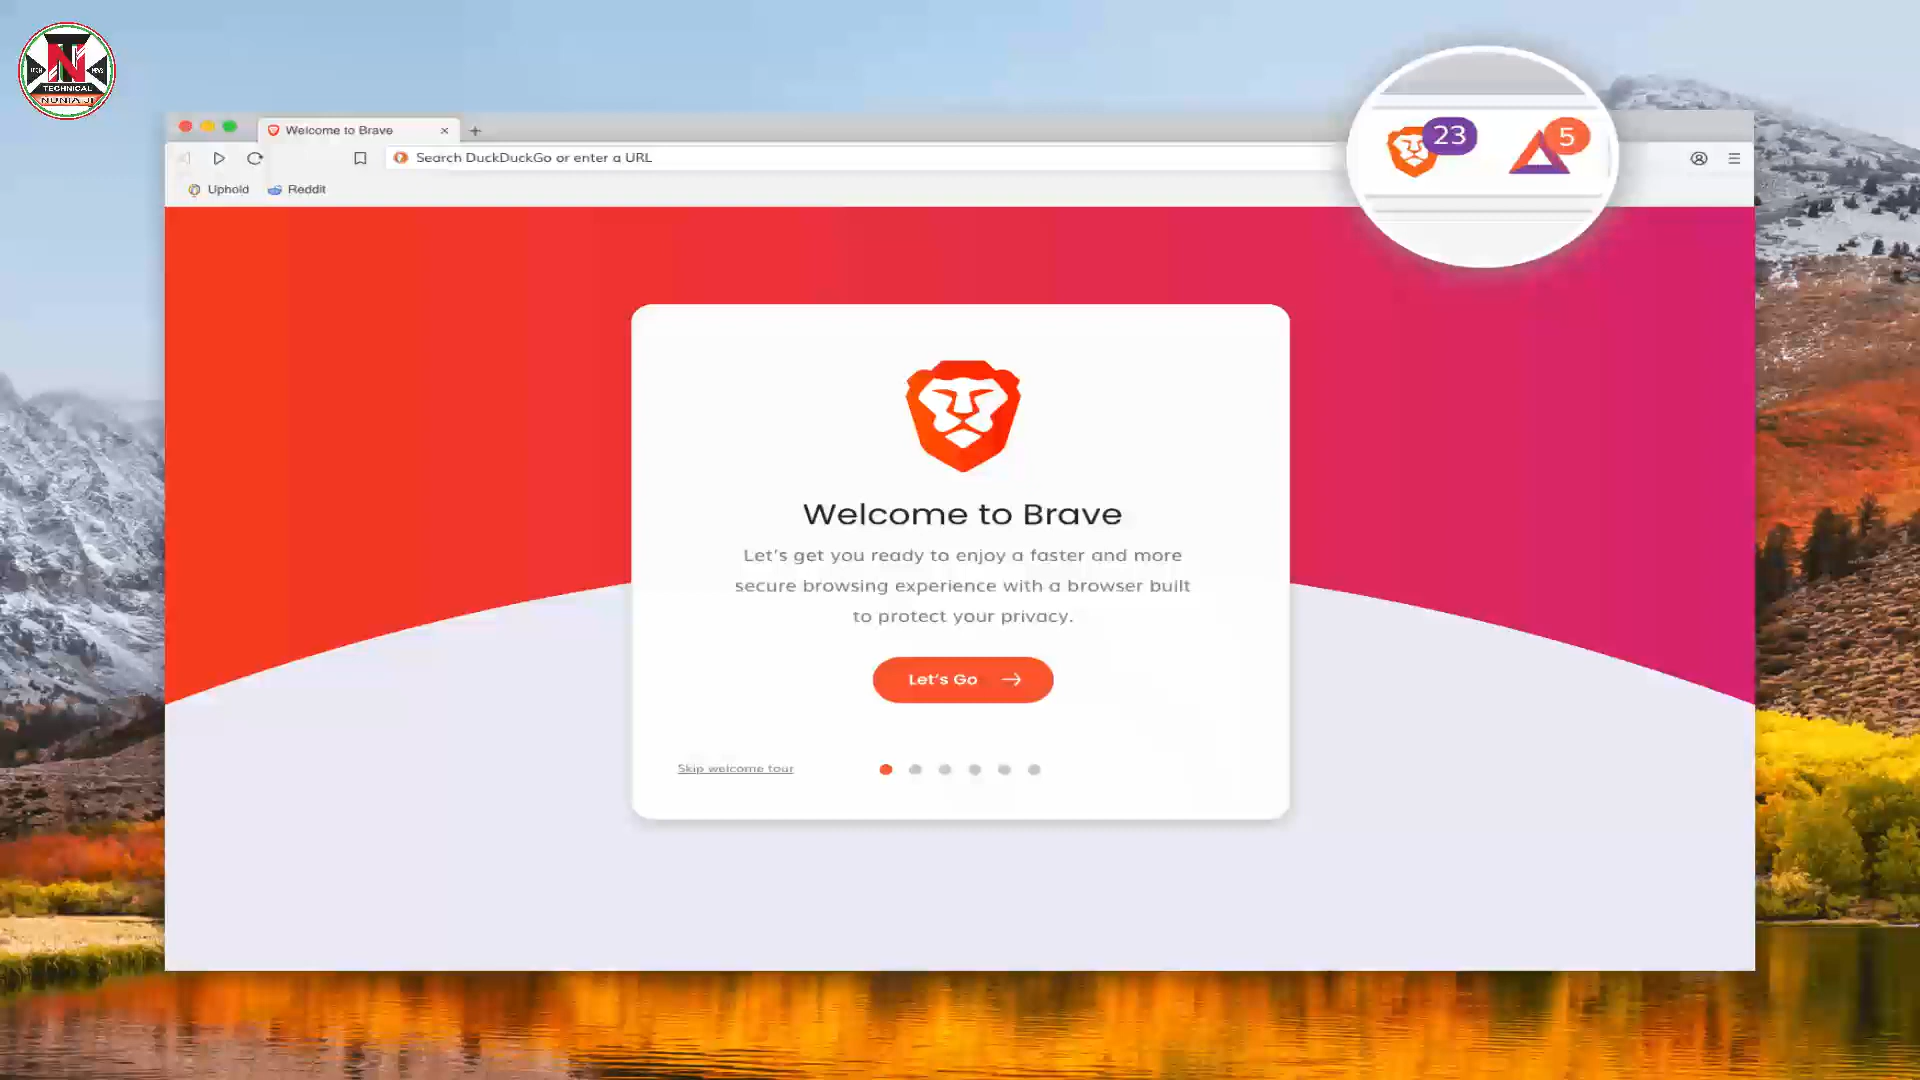 TECH
NEWS
TECHNICAL
NUNIA JI
Welcome to Brave
Search DuckDuckGo or enter a URL
23
5
Uphold
Reddit
Welcome to Brave
Let's get you ready to enjoy a faster and more
secure browsing experience with a browser built
to protect your privacy.
Let's Go
Skip welcome tour